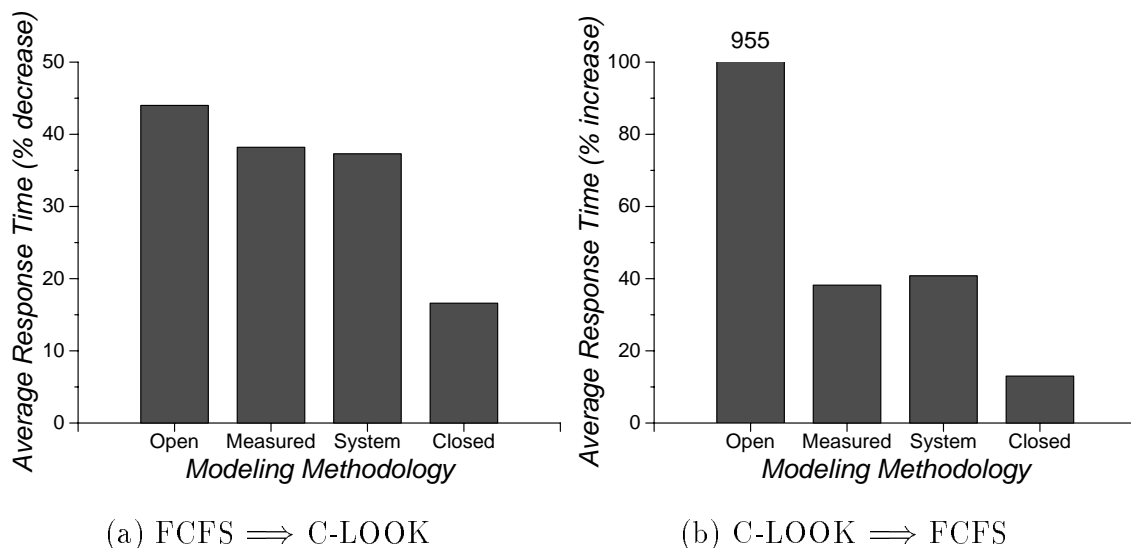 Average Response Time (% decrease)
50
40
30
20
10
0
Open Measured System Closed
Modeling Methodology
(a) FCFS ⟹ C-LOOK
Average Response Time (% increase)
955
100
80
60
40
20
0
Open Measured System Closed
Modeling Methodology
(b) C-LOOK ⟹ FCFS